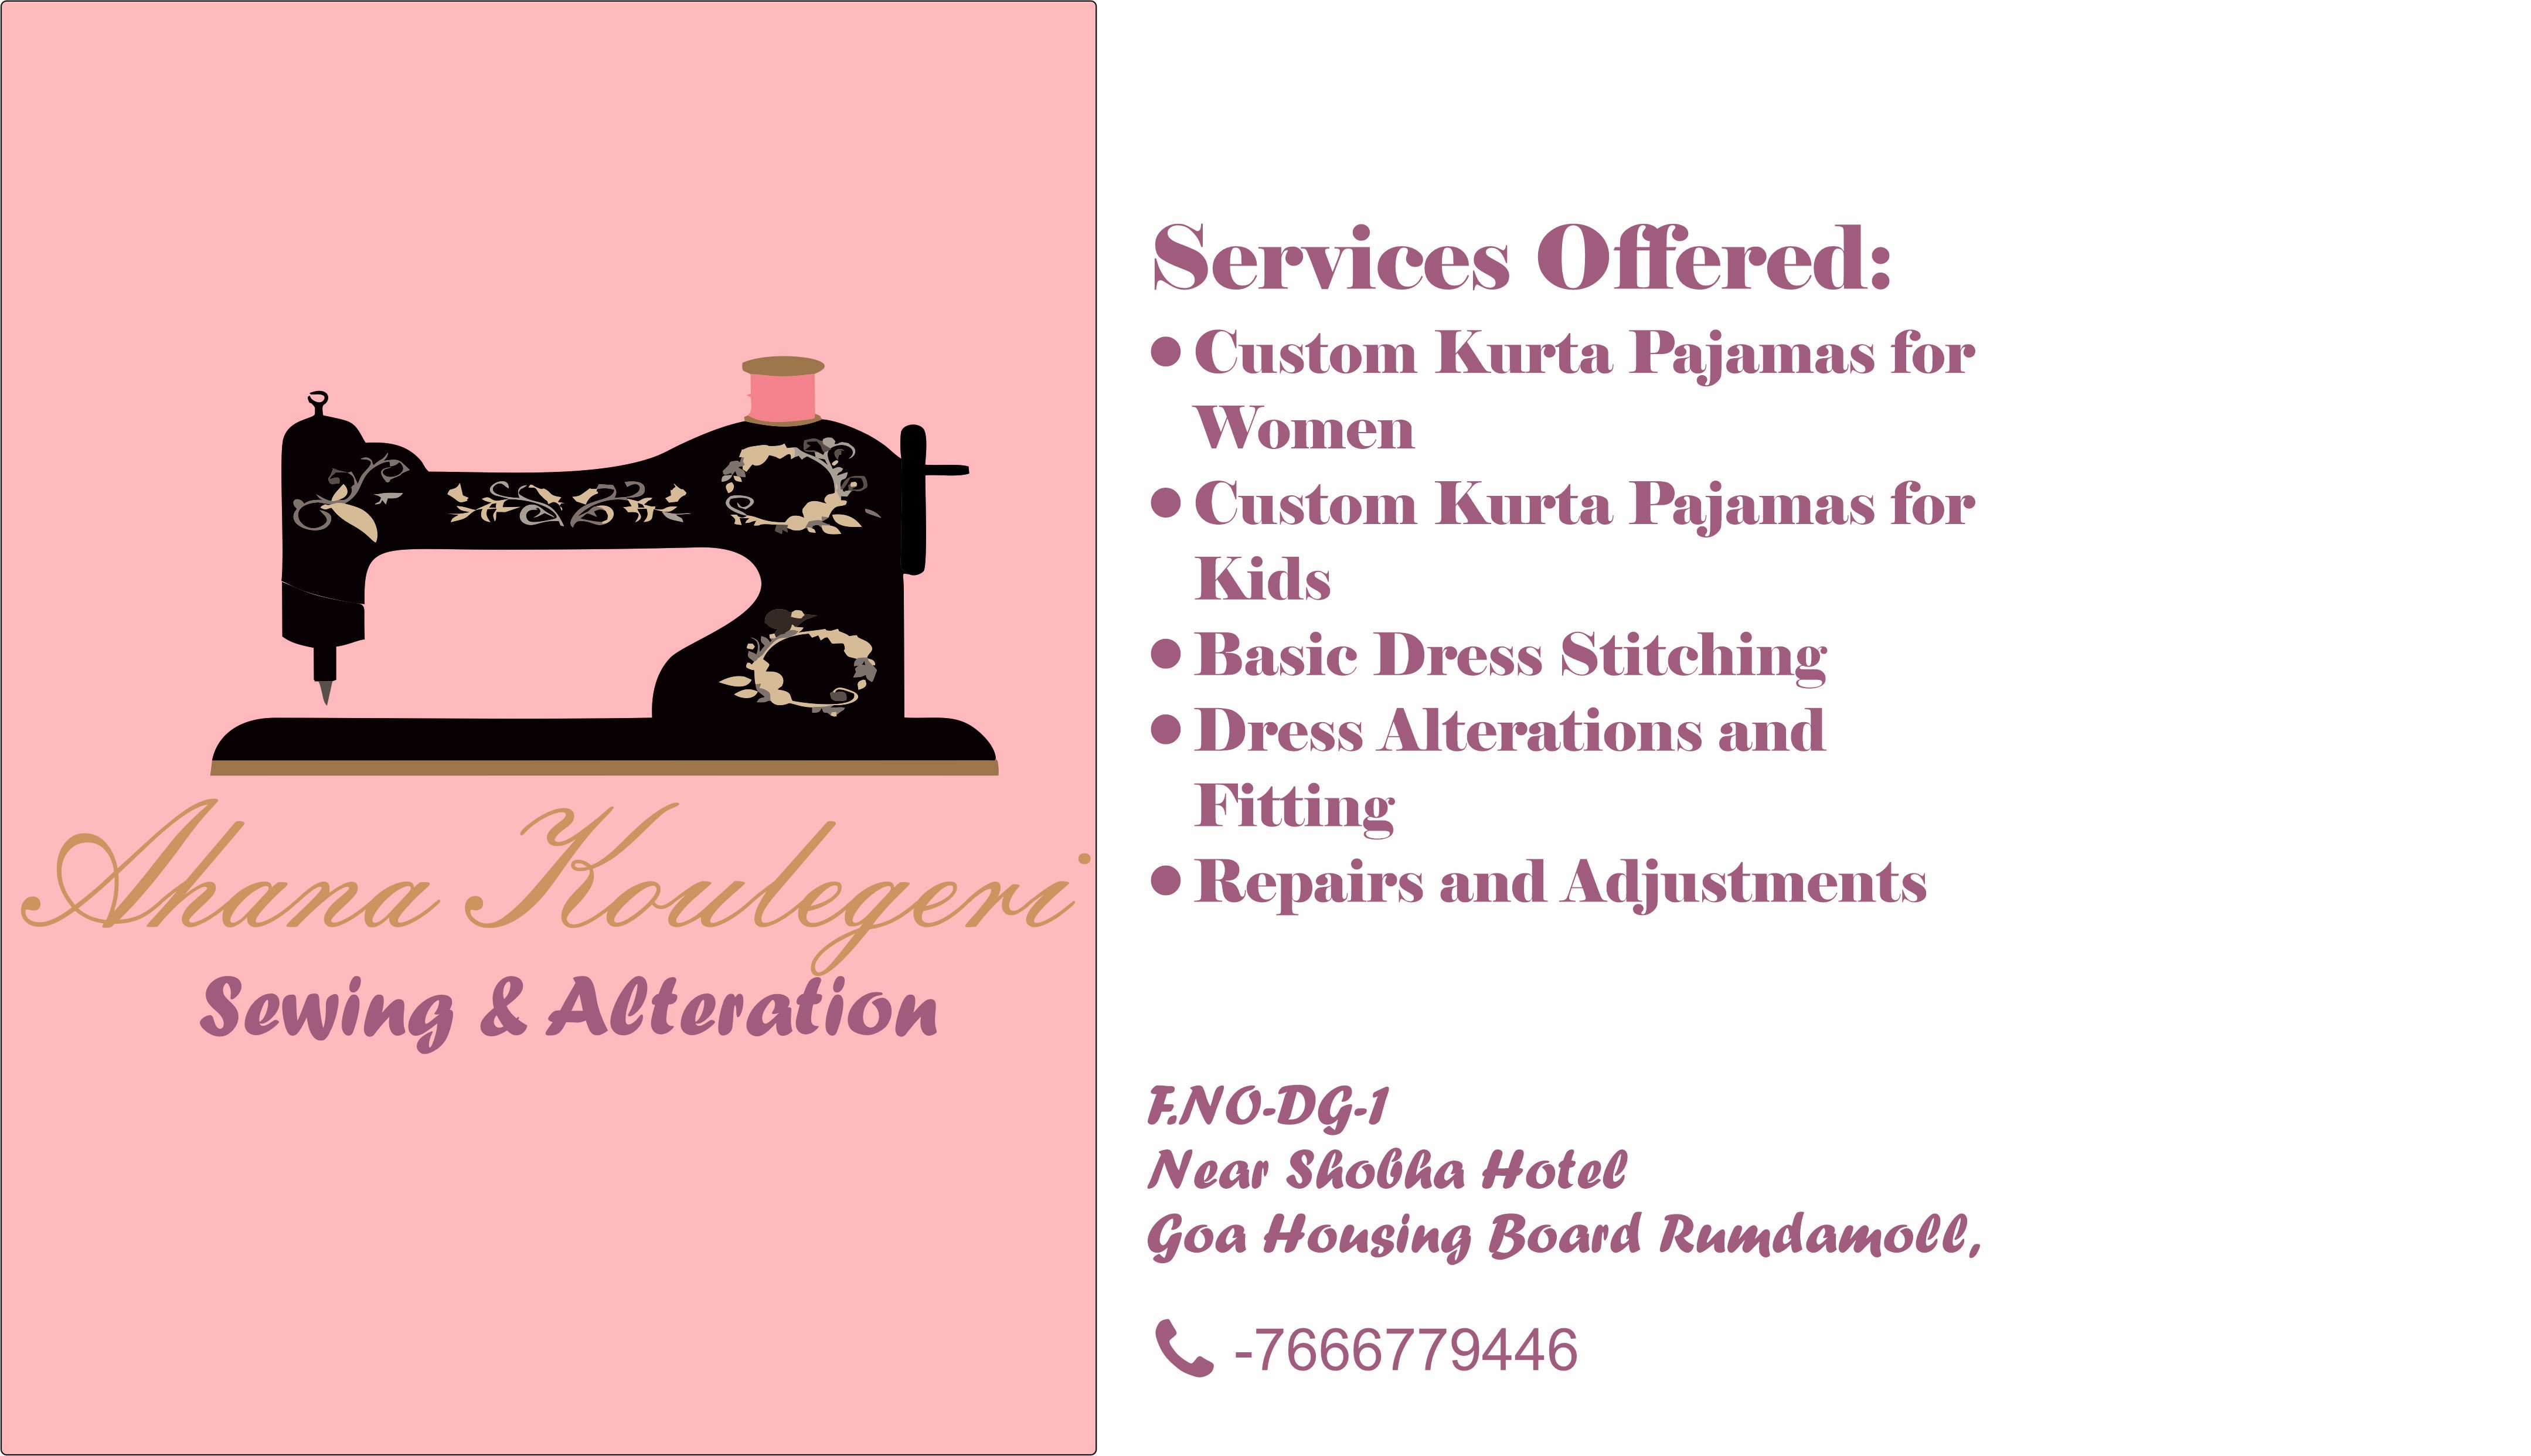 Ahana Koulegeri
Sewing & Alteration
Services Offered:
• Custom Kurta Pajamas for
Women
• Custom Kurta Pajamas for
Kids
• Basic Dress Stitching
• Dress Alterations and
Fitting
• Repairs and Adjustments
F.NO-DG-1
Near Shobha Hotel
Goa Housing Board Rumdamoll,
-7666779446